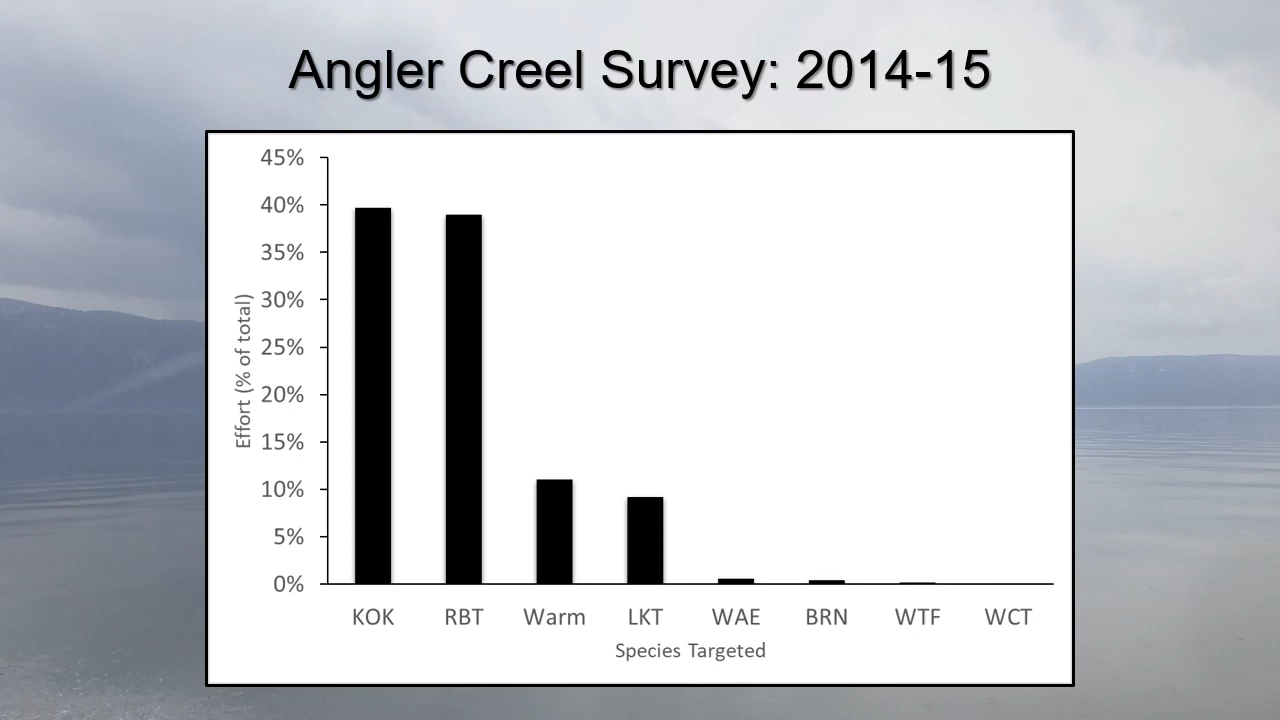 Angler Creel Survey: 2014-15
45%
40%
35%
30%
25%
20%
15%
10%
5%
0%
Effort (% of total)
KOK RBT Warm LKT WAE BRN WTF WCT
Species Targeted